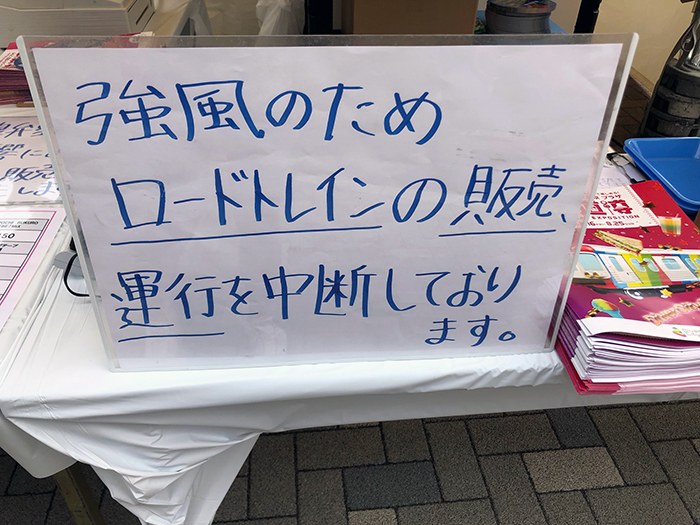 強風のため
ロードトレインの販売、
運行を中断しており
ます。
EXPOSITION